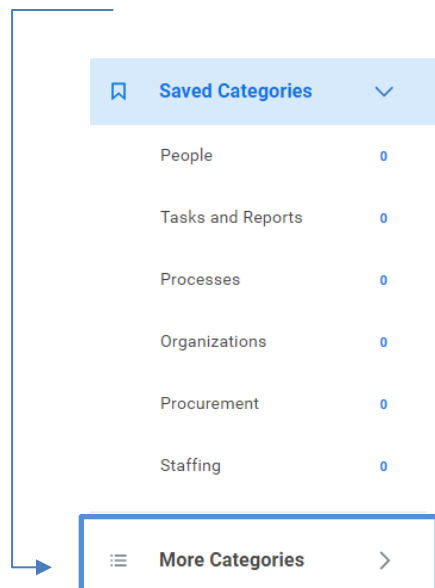 Saved Categories
People 0
Tasks and Reports 0
Processes 0
Organizations 0
Procurement 0
Staffing 0
More Categories